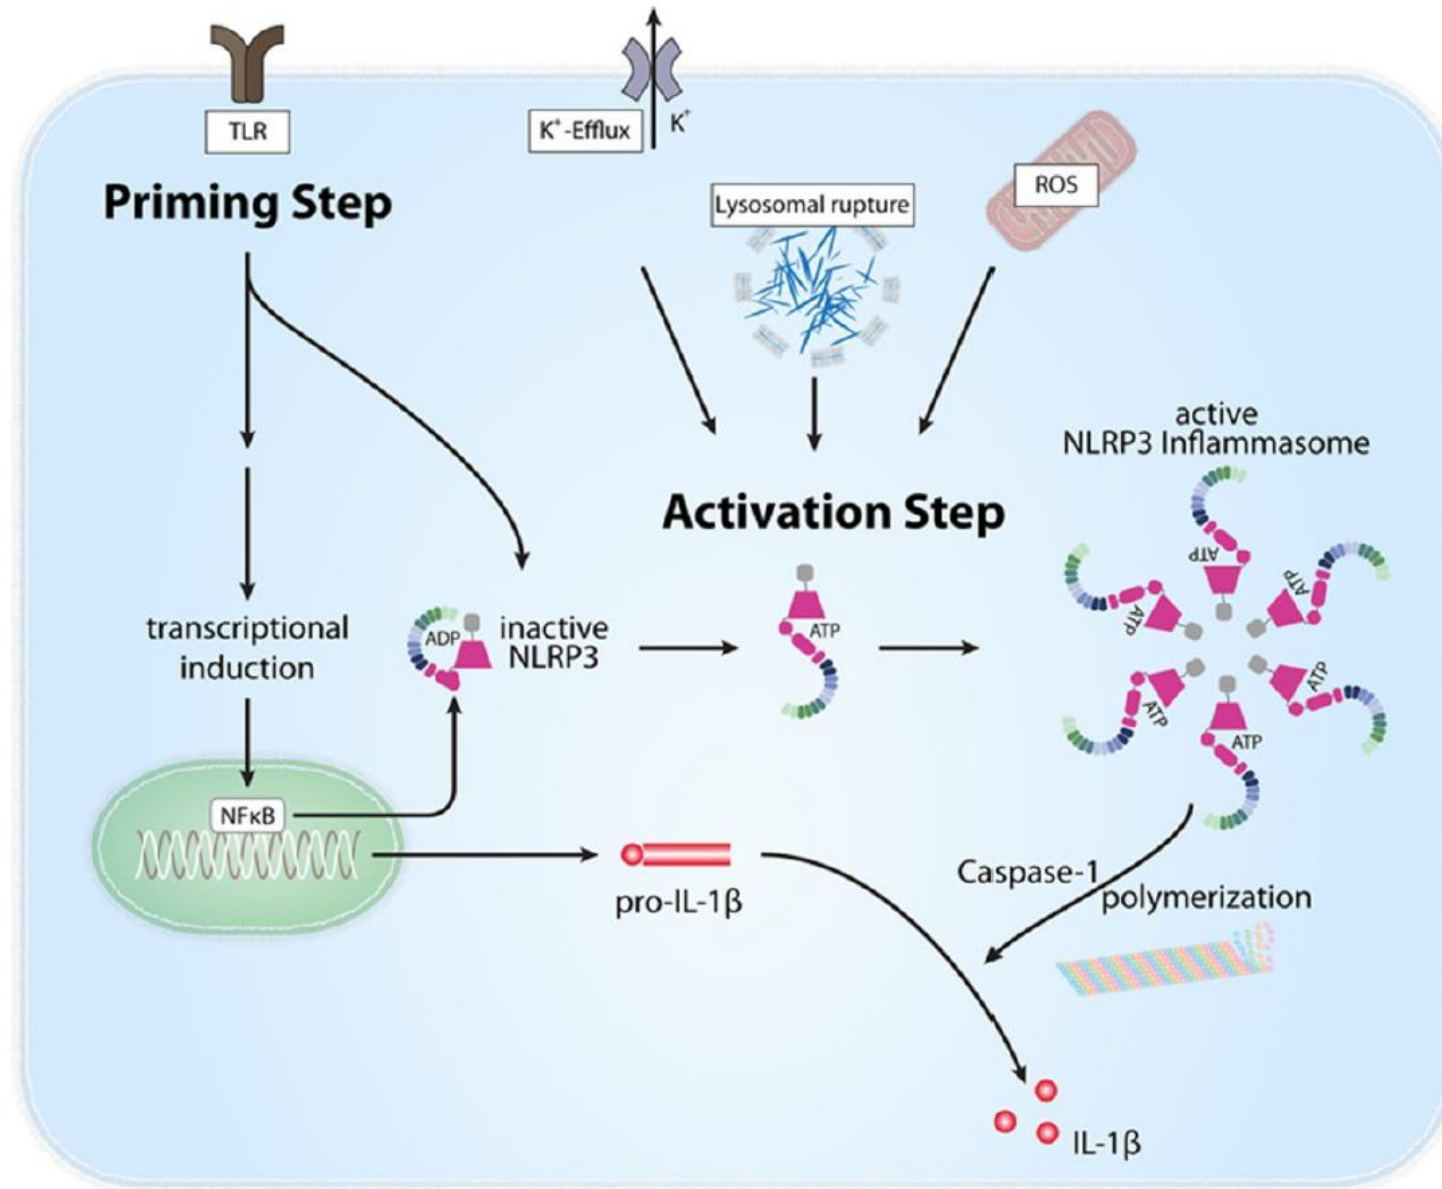 TLR
K⁺-Efflux
K⁺
Priming Step
Lysosomal rupture
ROS
active
NLRP3 Inflammasome
Activation Step
transcriptional
induction
ADP
inactive
NLRP3
ATP
ATP
ATP
ATP
ATP
ATP
ATP
NFκB
pro-IL-1β
Caspase-1
polymerization
IL-1β